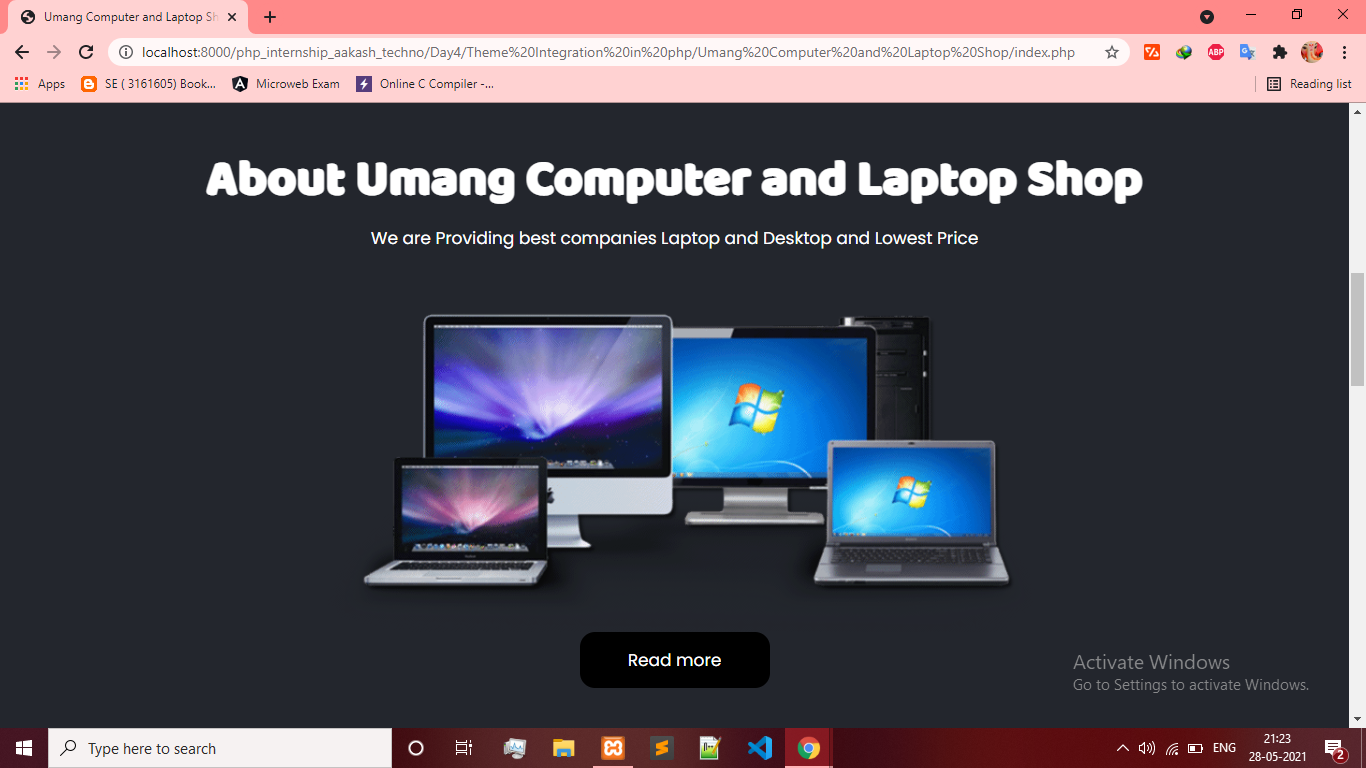 Umang Computer and Laptop Sh
localhost:8000/php_internship_aakash_techno/Day4/Theme%20Integration%20in%20php/Umang%20Computer%20and%20Laptop%20Shop/index.php
ABP
Apps
SE ( 3161605) Book...
Microweb Exam
Online C Compiler -...
Reading list
About Umang Computer and Laptop Shop
We are Providing best companies Laptop and Desktop and Lowest Price
Read more
Activate Windows
Go to Settings to activate Windows.
Type here to search
ENG
21:23
28-05-2021
2